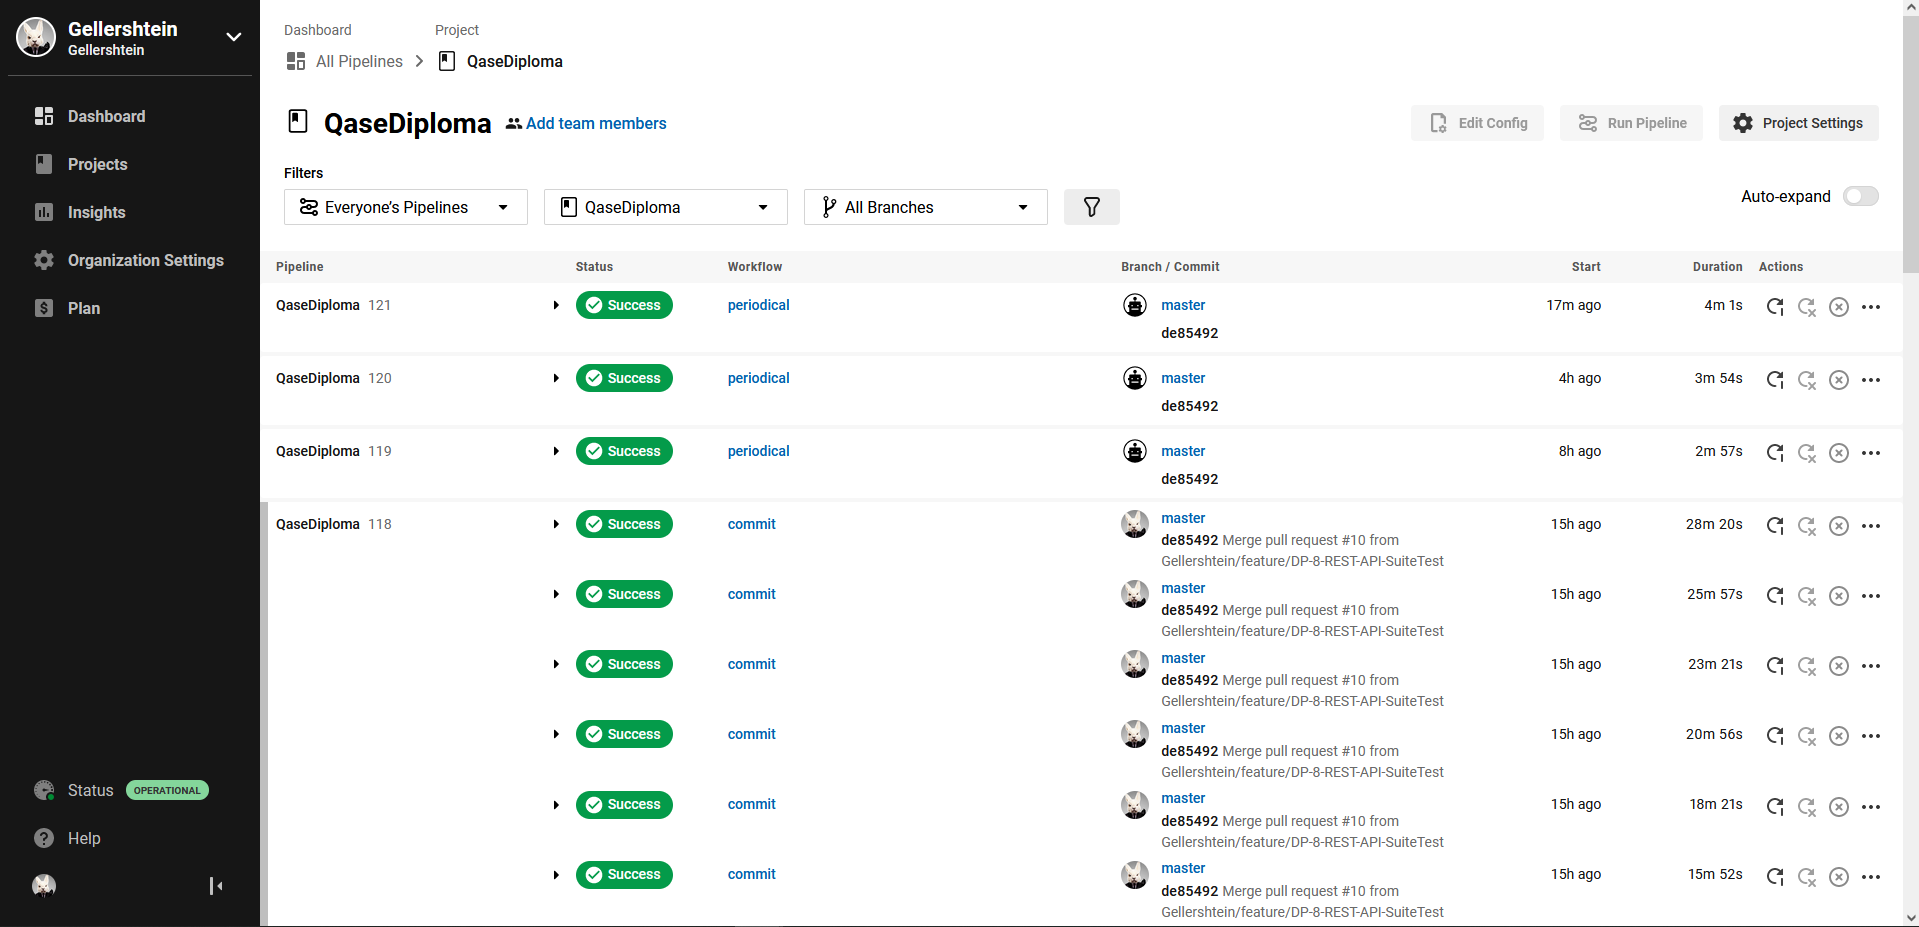 Gellershtein
Gellershtein
Dashboard
Projects
Insights
Organization Settings
Plan
Status OPERATIONAL
Help
Dashboard Project
All Pipelines QaseDiploma
QaseDiploma Add team members
Edit Config Run Pipeline Project Settings
Filters
Everyone’s Pipelines QaseDiploma All Branches
Auto-expand
Pipeline Status Workflow Branch / Commit Start Duration Actions
QaseDiploma 121 Success periodical master 17m ago 4m 1s
de85492
QaseDiploma 120 Success periodical master 4h ago 3m 54s
de85492
QaseDiploma 119 Success periodical master 8h ago 2m 57s
de85492
QaseDiploma 118 Success commit master 15h ago 28m 20s
de85492 Merge pull request #10 from
Gellershtein/feature/DP-8-REST-API-SuiteTest
Success commit master 15h ago 25m 57s
de85492 Merge pull request #10 from
Gellershtein/feature/DP-8-REST-API-SuiteTest
Success commit master 15h ago 23m 21s
de85492 Merge pull request #10 from
Gellershtein/feature/DP-8-REST-API-SuiteTest
Success commit master 15h ago 20m 56s
de85492 Merge pull request #10 from
Gellershtein/feature/DP-8-REST-API-SuiteTest
Success commit master 15h ago 18m 21s
de85492 Merge pull request #10 from
Gellershtein/feature/DP-8-REST-API-SuiteTest
Success commit master 15h ago 15m 52s
de85492 Merge pull request #10 from
Gellershtein/feature/DP-8-REST-API-SuiteTest